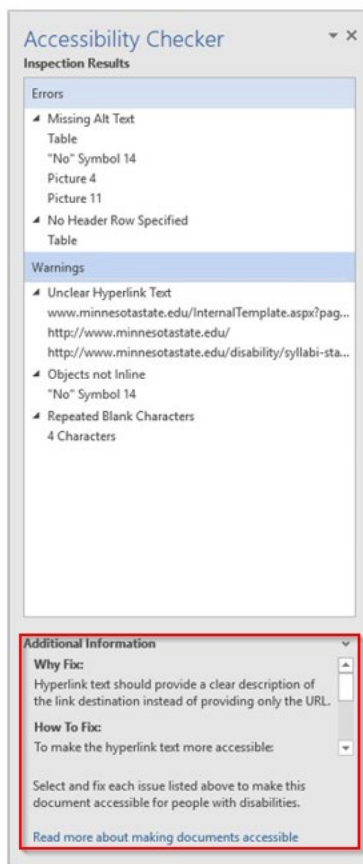 Accessibility Checker
Inspection Results
Errors
Missing Alt Text
Table
"No" Symbol 14
Picture 4
Picture 11
No Header Row Specified
Table
Warnings
Unclear Hyperlink Text
www.minnesotastate.edu/InternalTemplate.aspx?pag...
http://www.minnesotastate.edu/
http://www.minnesotastate.edu/disability/syllabi-sta...
Objects not Inline
"No" Symbol 14
Repeated Blank Characters
4 Characters
Additional Information
Why Fix:
Hyperlink text should provide a clear description of
the link destination instead of providing only the URL.
How To Fix:
To make the hyperlink text more accessible:
Select and fix each issue listed above to make this
document accessible for people with disabilities.
Read more about making documents accessible